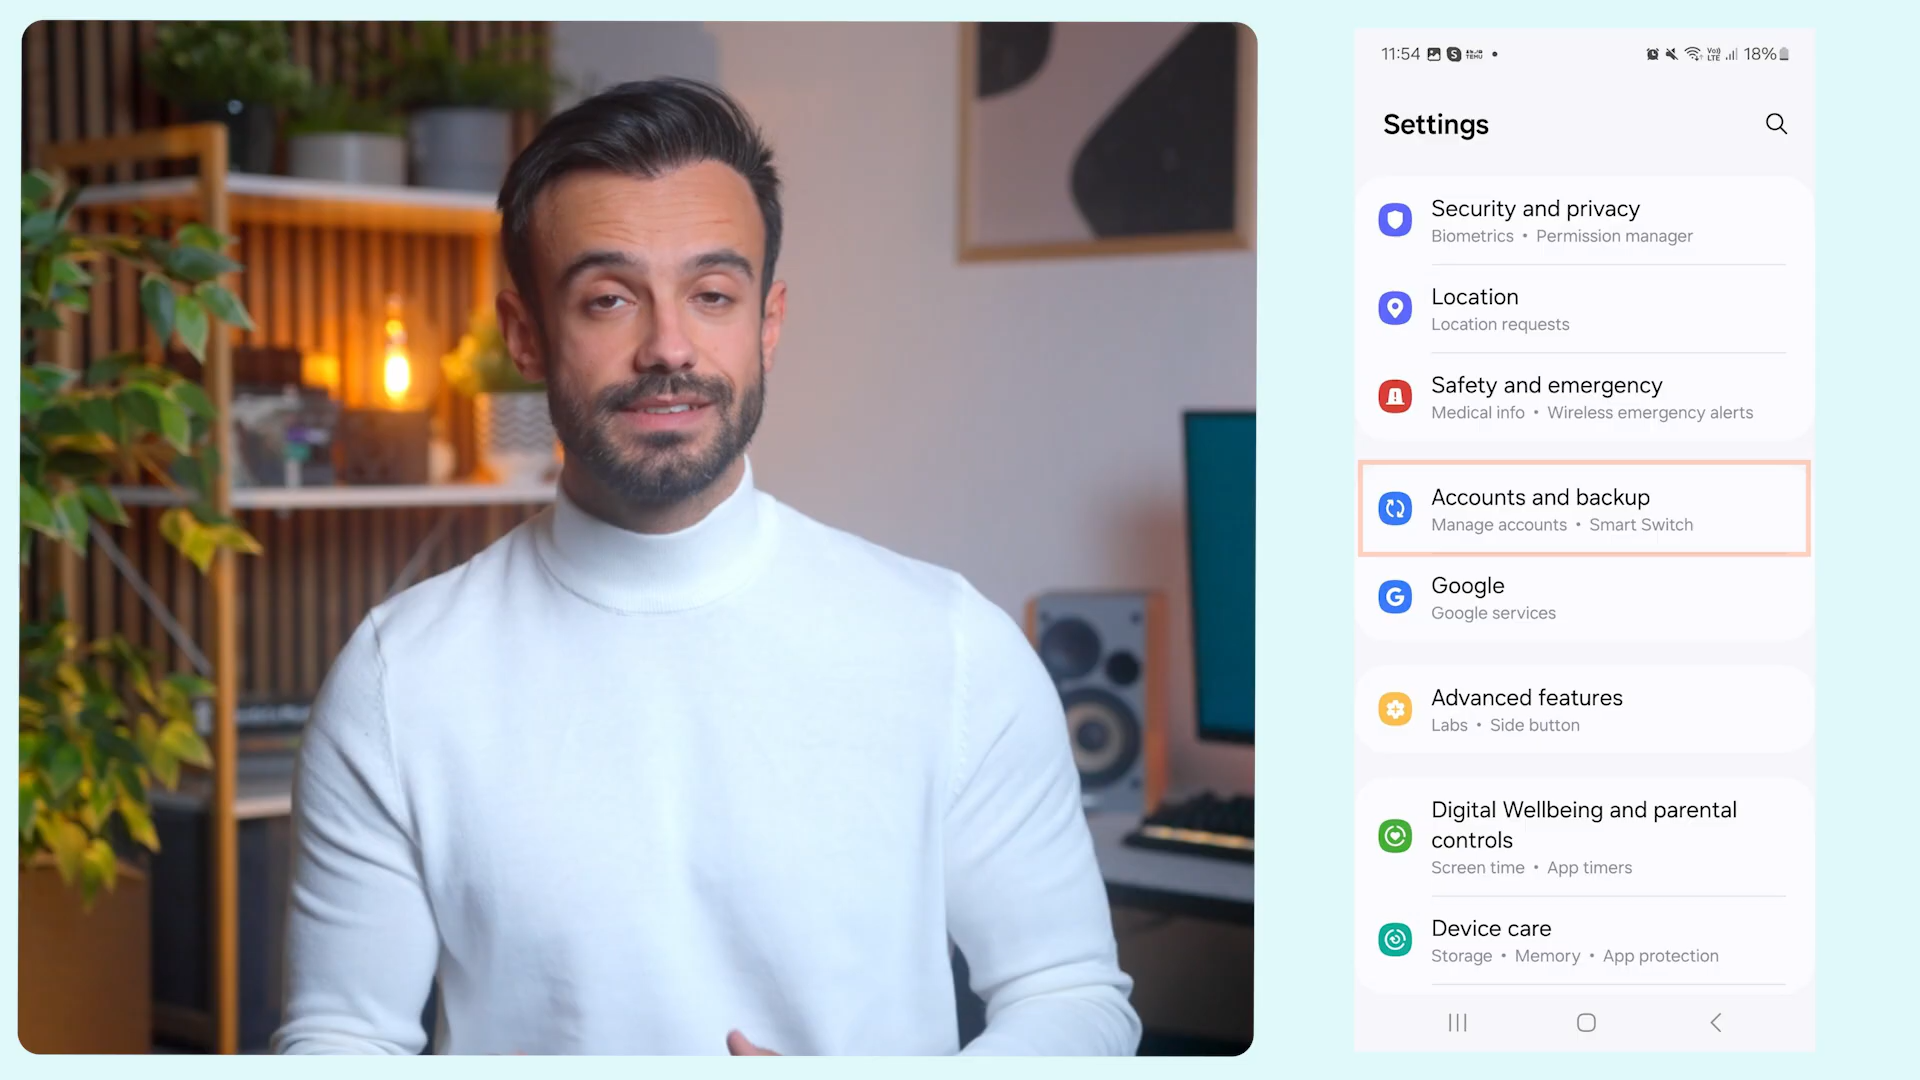 11:54
18%
Settings
Security and privacy
Biometrics • Permission manager
Location
Location requests
Safety and emergency
Medical info • Wireless emergency alerts
Accounts and backup
Manage accounts • Smart Switch
Google
Google services
Advanced features
Labs • Side button
Digital Wellbeing and parental
controls
Screen time • App timers
Device care
Storage • Memory • App protection